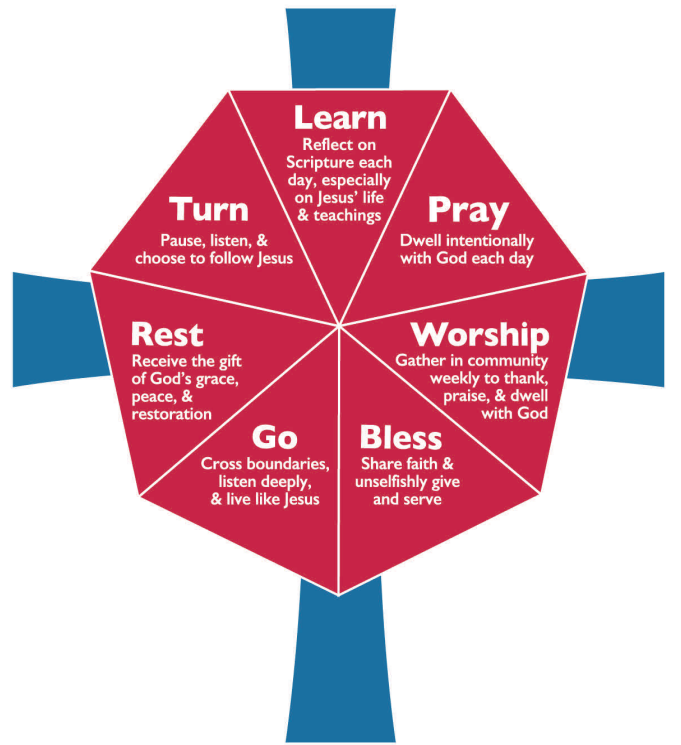 Learn
Reflect on
Scripture each
day, especially
on Jesus’ life
& teachings
Pray
Dwell intentionally
with God each day
Worship
Gather in community
weekly to thank,
praise, & dwell
with God
Bless
Share faith &
unselfishly give
and serve
Go
Cross boundaries,
listen deeply,
& live like Jesus
Rest
Receive the gift
of God’s grace,
peace, &
restoration
Turn
Pause, listen, &
choose to follow Jesus